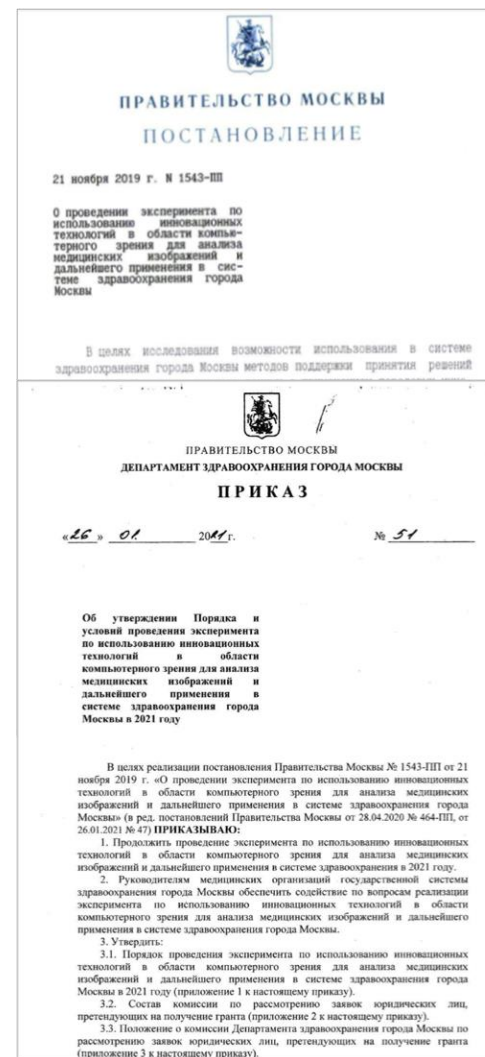 ПРАВИТЕЛЬСТВО МОСКВЫ
ПОСТАНОВЛЕНИЕ
21 ноября 2019 г. N 1543-ПП
О проведении эксперимента по
использованию инновационных
технологий в области компью-
терного зрения для анализа
медицинских изображений и
дальнейшего применения в сис-
теме здравоохранения города
Москвы
В целях исследования возможности использования в системе
здравоохранения города Москвы методов поддержки принятия решений
ПРАВИТЕЛЬСТВО МОСКВЫ
ДЕПАРТАМЕНТ ЗДРАВООХРАНЕНИЯ ГОРОДА МОСКВЫ
ПРИКАЗ
«26» 01. 2021 г. № 51
Об утверждении Порядка и
условий проведения эксперимента
по использованию инновационных
технологий в области
компьютерного зрения для анализа
медицинских изображений и
дальнейшего применения в
системе здравоохранения города
Москвы в 2021 году
В целях реализации постановления Правительства Москвы № 1543-ПП от 21
ноября 2019 г. «О проведении эксперимента по использованию инновационных
технологий в области компьютерного зрения для анализа медицинских
изображений и дальнейшего применения в системе здравоохранения города
Москвы» (в ред. постановлений Правительства Москвы от 28.04.2020 № 464-ПП, от
26.01.2021 № 47) ПРИКАЗЫВАЮ:
1. Продолжить проведение эксперимента по использованию инновационных
технологий в области компьютерного зрения для анализа медицинских
изображений и дальнейшего применения в системе здравоохранения в 2021 году.
2. Руководителям медицинских организаций государственной системы
здравоохранения города Москвы обеспечить содействие по вопросам реализации
эксперимента по использованию инновационных технологий в области
компьютерного зрения для анализа медицинских изображений и дальнейшего
применения в системе здравоохранения города Москвы.
3. Утвердить:
3.1. Порядок проведения эксперимента по использованию инновационных
технологий в области компьютерного зрения для анализа медицинских
изображений и дальнейшего применения в системе здравоохранения города
Москвы в 2021 году (приложение 1 к настоящему приказу).
3.2. Состав комиссии по рассмотрению заявок юридических лиц,
претендующих на получение гранта (приложение 2 к настоящему приказу).
3.3. Положение о комиссии Департамента здравоохранения города Москвы по
рассмотрению заявок юридических лиц, претендующих на получение гранта
(приложение 3 к настоящему приказу).